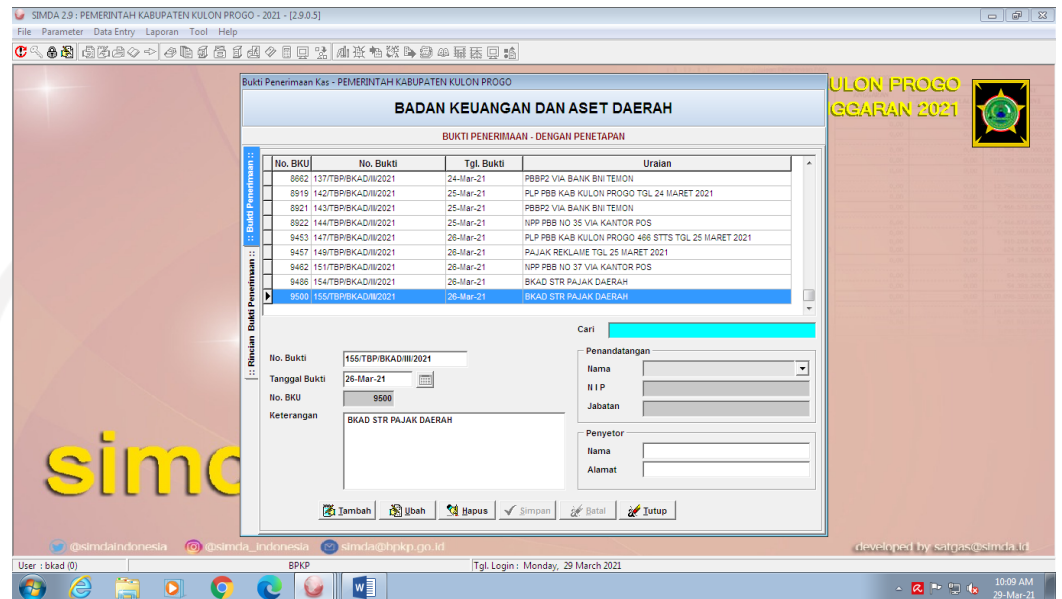 SIMDA 2.9 : PEMERINTAH KABUPATEN KULON PROGO - 2021 - [2.9.0.5]
File Parameter Data Entry Laporan Tool Help
ULON PROGO
GGARAN 2021
Bukti Penerimaan Kas - PEMERINTAH KABUPATEN KULON PROGO
BADAN KEUANGAN DAN ASET DAERAH
BUKTI PENERIMAAN - DENGAN PENETAPAN
:: Bukti Penerimaan ::
:: Rincian Bukti Penerimaan ::
No. BKU No. Bukti Tgl. Bukti Uraian
8662 137/TBP/BKAD/III/2021 24-Mar-21 PBBP2 VIA BANK BNI TEMON
8919 142/TBP/BKAD/III/2021 25-Mar-21 PLP PBB KAB KULON PROGO TGL 24 MARET 2021
8921 143/TBP/BKAD/III/2021 25-Mar-21 PBBP2 VIA BANK BNI TEMON
8922 144/TBP/BKAD/III/2021 25-Mar-21 NPP PBB NO 35 VIA KANTOR POS
9453 147/TBP/BKAD/III/2021 26-Mar-21 PLP PBB KAB KULON PROGO 466 STTS TGL 25 MARET 2021
9457 149/TBP/BKAD/III/2021 26-Mar-21 PAJAK REKLAME TGL 25 MARET 2021
9462 151/TBP/BKAD/III/2021 26-Mar-21 NPP PBB NO 37 VIA KANTOR POS
9486 154/TBP/BKAD/III/2021 26-Mar-21 BKAD STR PAJAK DAERAH
9500 155/TBP/BKAD/III/2021 26-Mar-21 BKAD STR PAJAK DAERAH
Cari
No. Bukti 155/TBP/BKAD/III/2021
Tanggal Bukti 26-Mar-21
No. BKU 9500
Keterangan BKAD STR PAJAK DAERAH
Penandatangan
Nama
N I P
Jabatan
Penyetor
Nama
Alamat
Tambah Ubah Hapus Simpan Batal Tutup
simd
@simdaindonesia @simda_indonesia simda@bpkp.go.id
developed by satgas@simda.id
User : bkad (0) BPKP Tgl. Login : Monday, 29 March 2021
10:09 AM
29-Mar-21